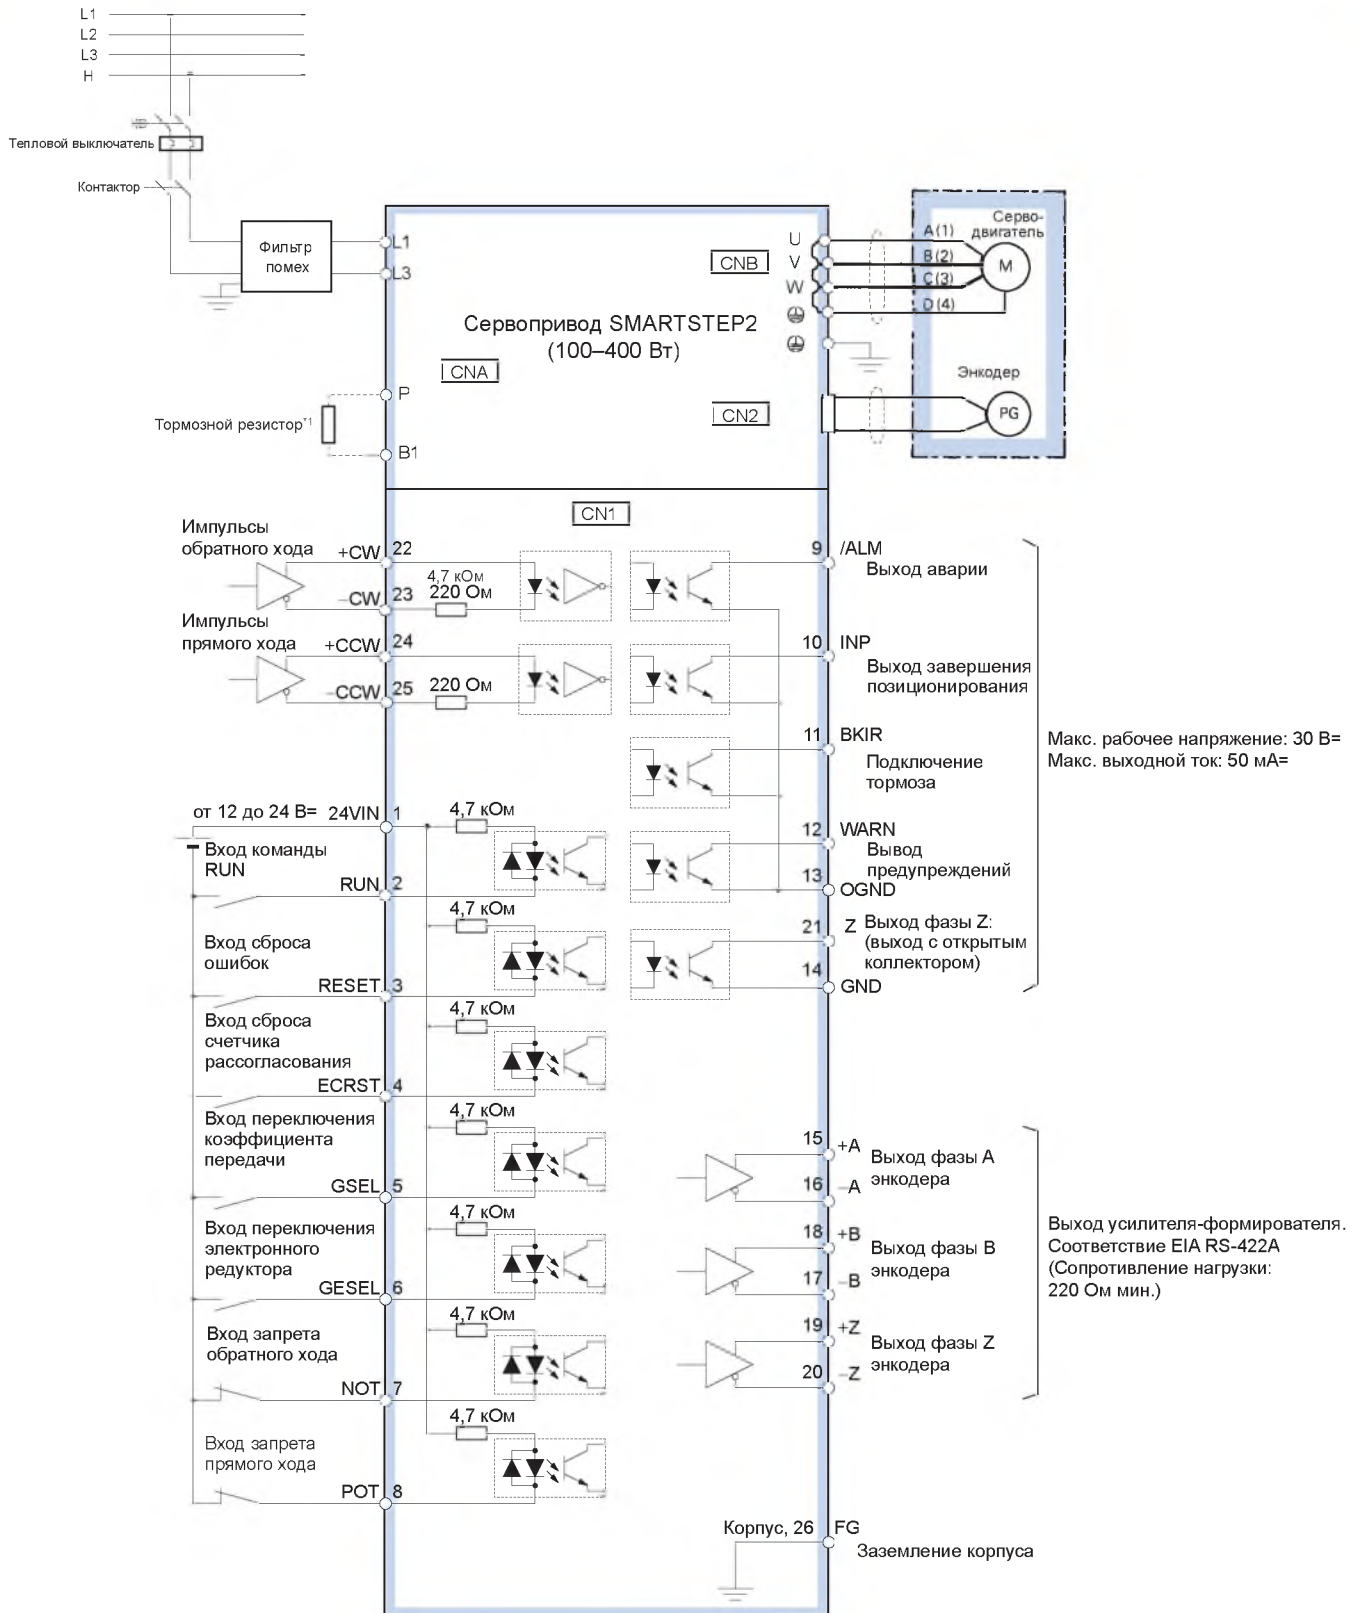 L1
L2
L3
Н
Тепловой выключатель
Контактор
Фильтр
помех
L1
L3
CNB
U
V
W
Серво-
двигатель
A (1)
B (2)
C (3)
D (4)
M
Сервопривод SMARTSTEP2
(100–400 Вт)
CNA
CN2
Энкодер
PG
P
Тормозной резистор*1
B1
CN1
Импульсы
обратного хода
+CW
22
4,7 кОм
–CW
23
220 Ом
Импульсы
прямого хода
+CCW
24
–CCW
25
220 Ом
9
/ALM
Выход аварии
10
INP
Выход завершения
позиционирования
11
BKIR
Подключение
тормоза
12
WARN
Вывод
предупреждений
13
OGND
21
Z
Выход фазы Z:
(выход с открытым
коллектором)
14
GND
Макс. рабочее напряжение: 30 В=
Макс. выходной ток: 50 мА=
от 12 до 24 В=
24VIN
1
4,7 кОм
Вход команды
RUN
RUN
2
4,7 кОм
Вход сброса
ошибок
RESET
3
4,7 кОм
Вход сброса
счетчика
рассогласования
ECRST
4
4,7 кОм
Вход переключения
коэффициента
передачи
GSEL
5
4,7 кОм
Вход переключения
электронного
редуктора
GESEL
6
4,7 кОм
Вход запрета
обратного хода
NOT
7
4,7 кОм
Вход запрета
прямого хода
POT
8
15
+A
Выход фазы А
энкодера
16
–A
18
+B
Выход фазы В
энкодера
17
–B
19
+Z
Выход фазы Z
энкодера
20
–Z
Выход усилителя-формирователя.
Соответствие EIA RS-422A
(Сопротивление нагрузки:
220 Ом мин.)
Корпус, 26
FG
Заземление корпуса